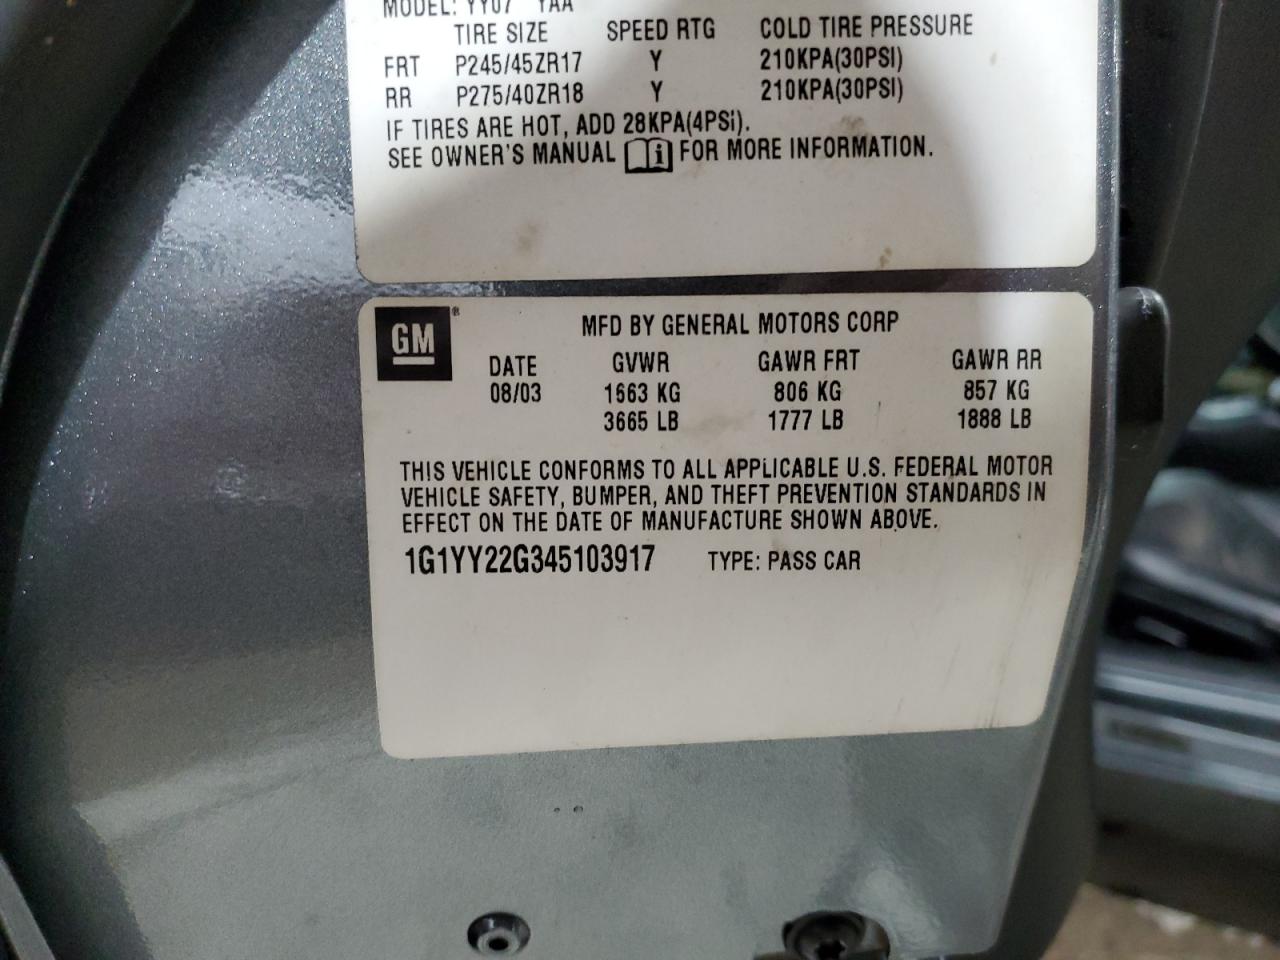 MODEL: YY07 YAA
TIRE SIZE SPEED RTG COLD TIRE PRESSURE
FRT P245/45ZR17 Y 210KPA(30PSI)
RR P275/40ZR18 Y 210KPA(30PSI)
IF TIRES ARE HOT, ADD 28KPA(4PSi).
SEE OWNER'S MANUAL i FOR MORE INFORMATION.
GM®
MFD BY GENERAL MOTORS CORP
DATE GVWR GAWR FRT GAWR RR
08/03 1663 KG 806 KG 857 KG
3665 LB 1777 LB 1888 LB
THIS VEHICLE CONFORMS TO ALL APPLICABLE U.S. FEDERAL MOTOR
VEHICLE SAFETY, BUMPER, AND THEFT PREVENTION STANDARDS IN
EFFECT ON THE DATE OF MANUFACTURE SHOWN ABOVE.
1G1YY22G345103917 TYPE: PASS CAR